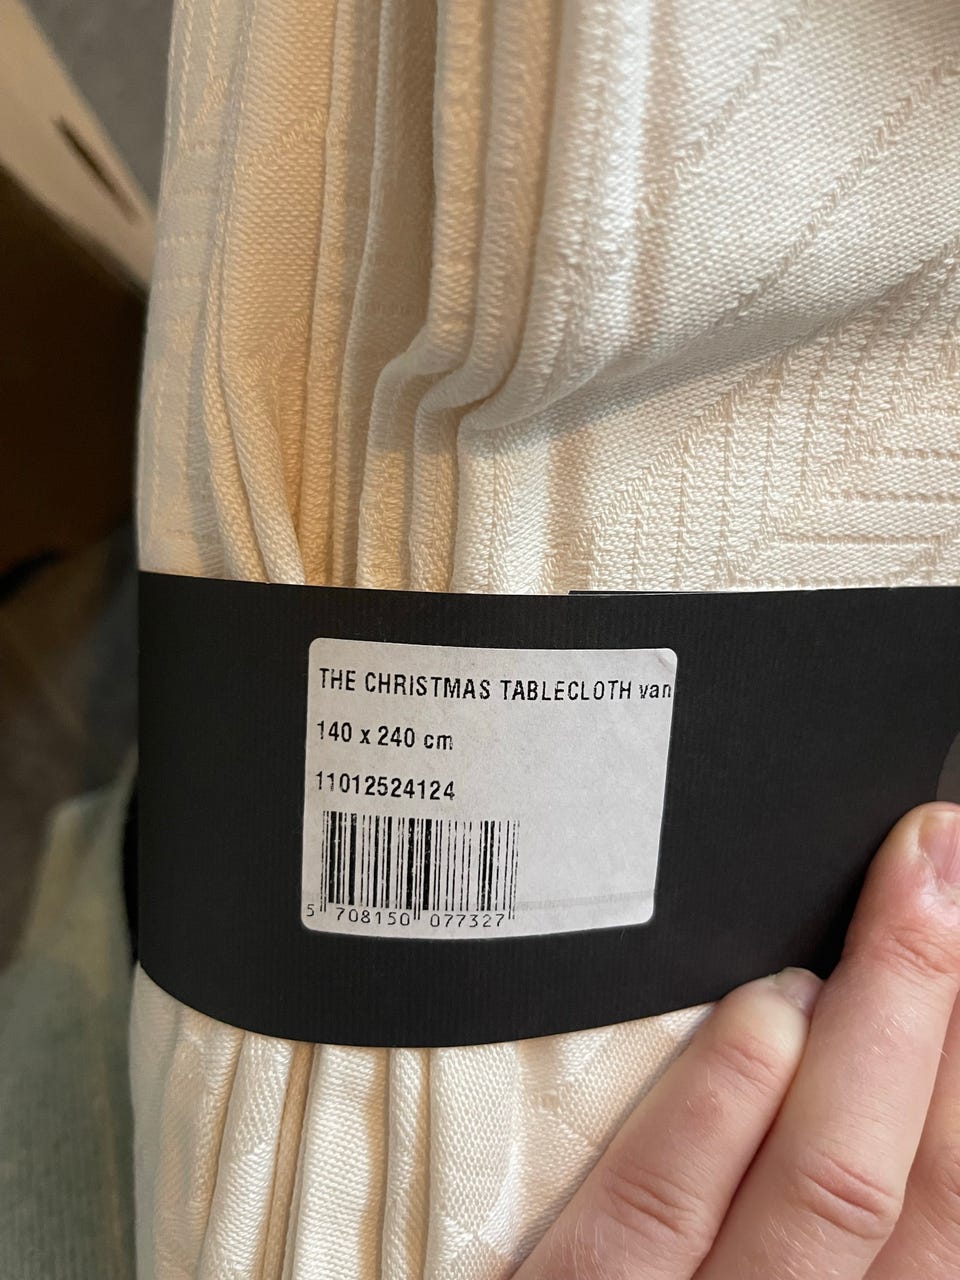 THE CHRISTMAS TABLECLOTH van
140 x 240 cm
11012524124
5 708150 077327